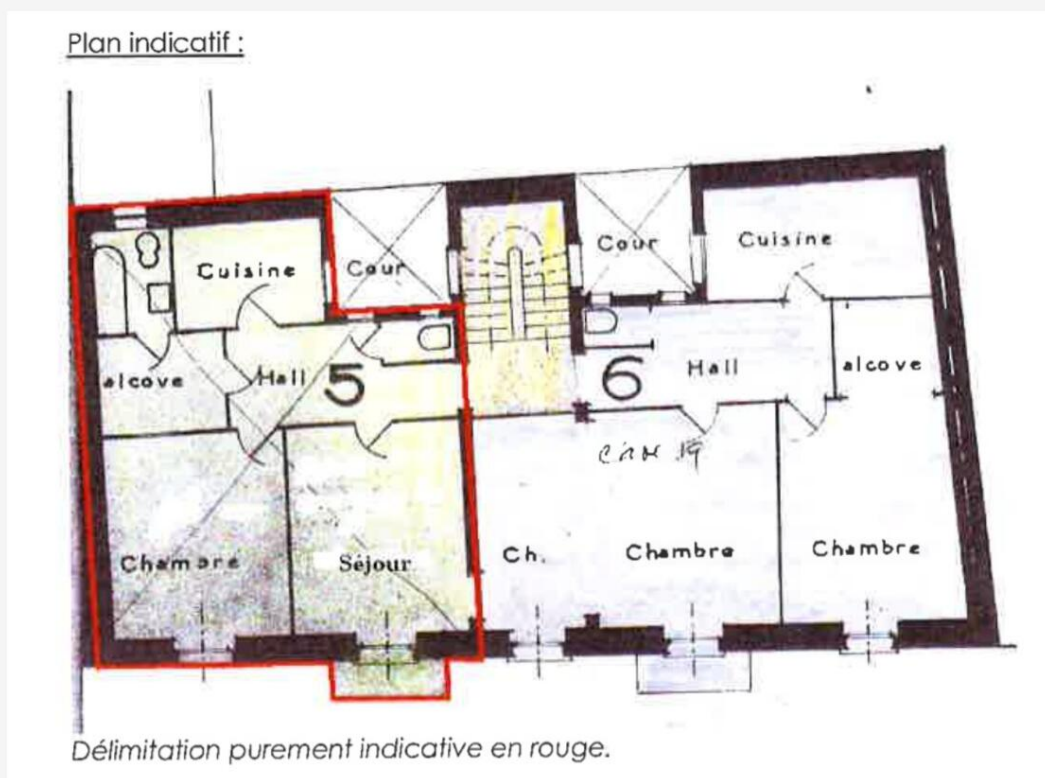 Plan indicatif :
Cuisine
Cour
Cour
Cuisine
alcove
Hall
5
6
Hall
alcove
Chambre
Séjour
Ch.
Chambre
Chambre
Délimitation purement indicative en rouge.